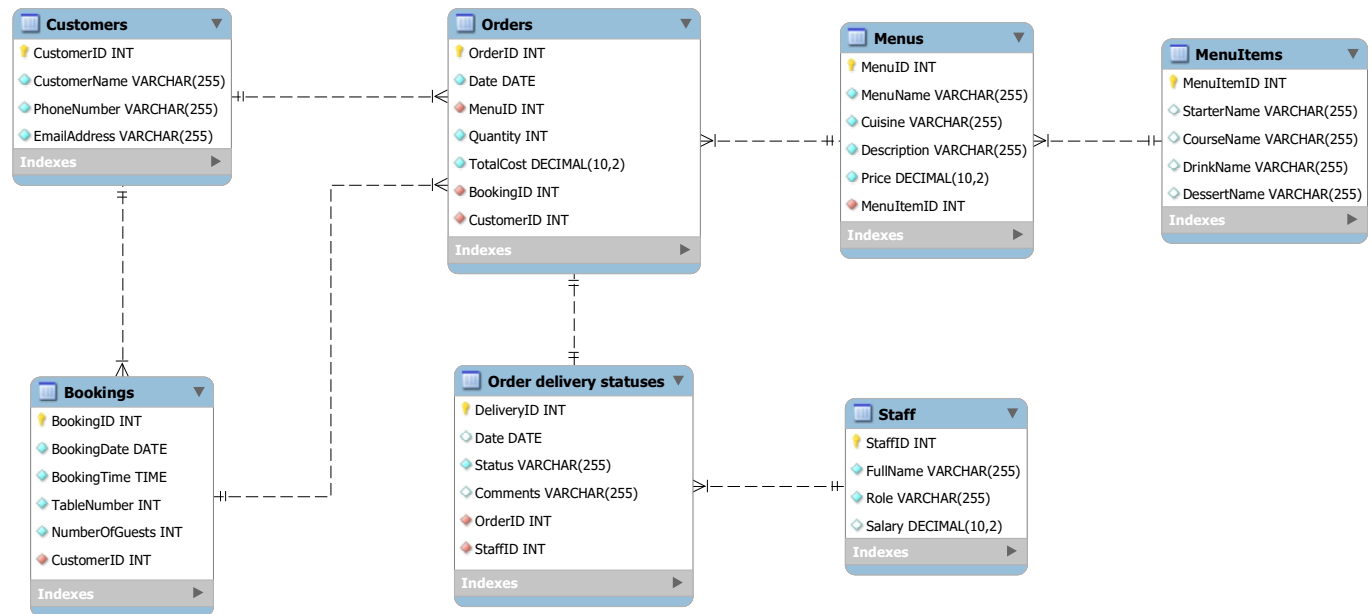 Customers
CustomerID INT
CustomerName VARCHAR(255)
PhoneNumber VARCHAR(255)
EmailAddress VARCHAR(255)
Indexes
Orders
OrderID INT
Date DATE
MenuID INT
Quantity INT
TotalCost DECIMAL(10,2)
BookingID INT
CustomerID INT
Indexes
Menus
MenuID INT
MenuName VARCHAR(255)
Cuisine VARCHAR(255)
Description VARCHAR(255)
Price DECIMAL(10,2)
MenuItemID INT
Indexes
MenuItems
MenuItemID INT
StarterName VARCHAR(255)
CourseName VARCHAR(255)
DrinkName VARCHAR(255)
DessertName VARCHAR(255)
Indexes
Bookings
BookingID INT
BookingDate DATE
BookingTime TIME
TableNumber INT
NumberOfGuests INT
CustomerID INT
Indexes
Order delivery statuses
DeliveryID INT
Date DATE
Status VARCHAR(255)
Comments VARCHAR(255)
OrderID INT
StaffID INT
Indexes
Staff
StaffID INT
FullName VARCHAR(255)
Role VARCHAR(255)
Salary DECIMAL(10,2)
Indexes